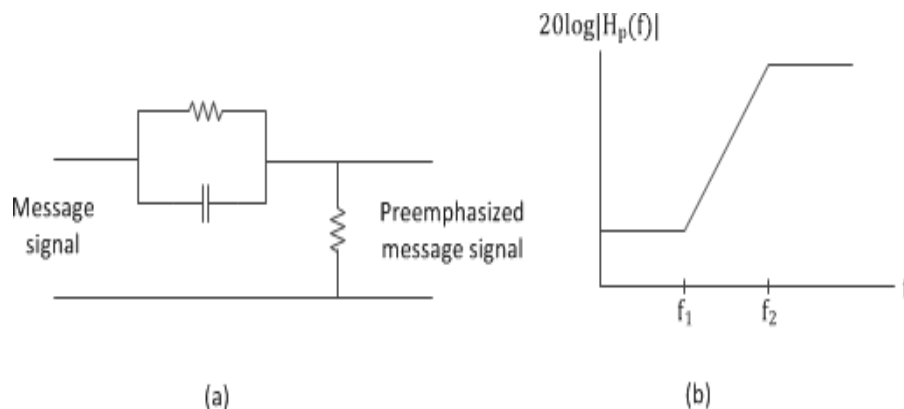 20log|Hₚ(f)|
Message
signal
Preemphasized
message signal
f₁
f₂
f
(a)
(b)